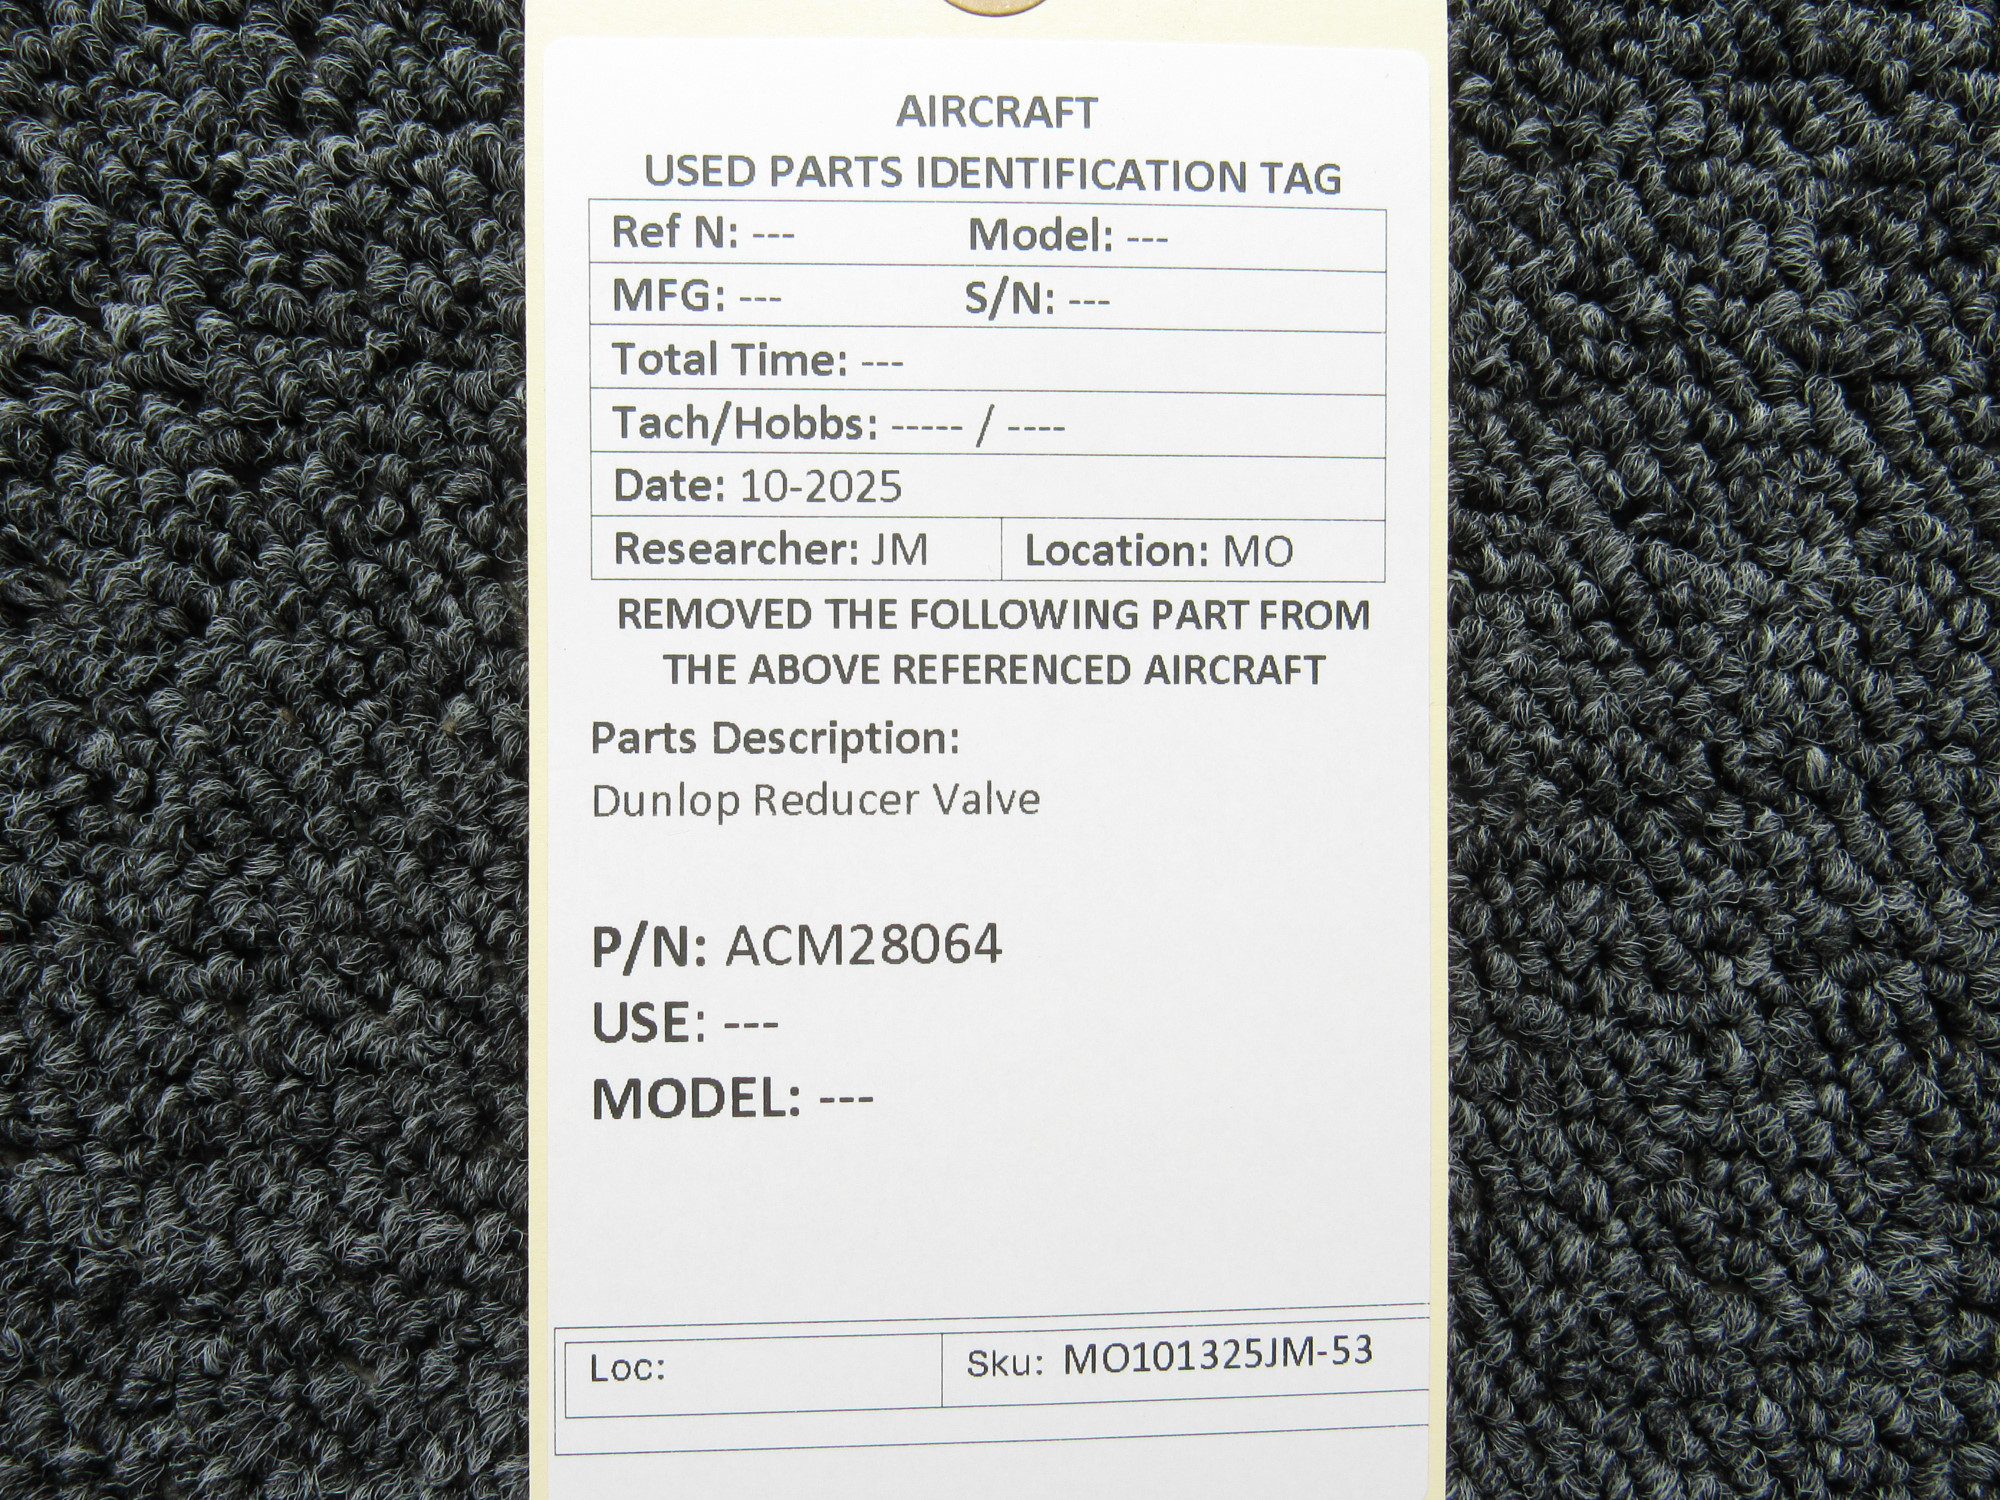 AIRCRAFT
USED PARTS IDENTIFICATION TAG
Ref N: --- Model: ---
MFG: --- S/N: ---
Total Time: ---
Tach/Hobbs: ----- / ----
Date: 10-2025
Researcher: JM Location: MO
REMOVED THE FOLLOWING PART FROM
THE ABOVE REFERENCED AIRCRAFT
Parts Description:
Dunlop Reducer Valve
P/N: ACM28064
USE: ---
MODEL: ---
Loc: Sku: MO101325JM-53